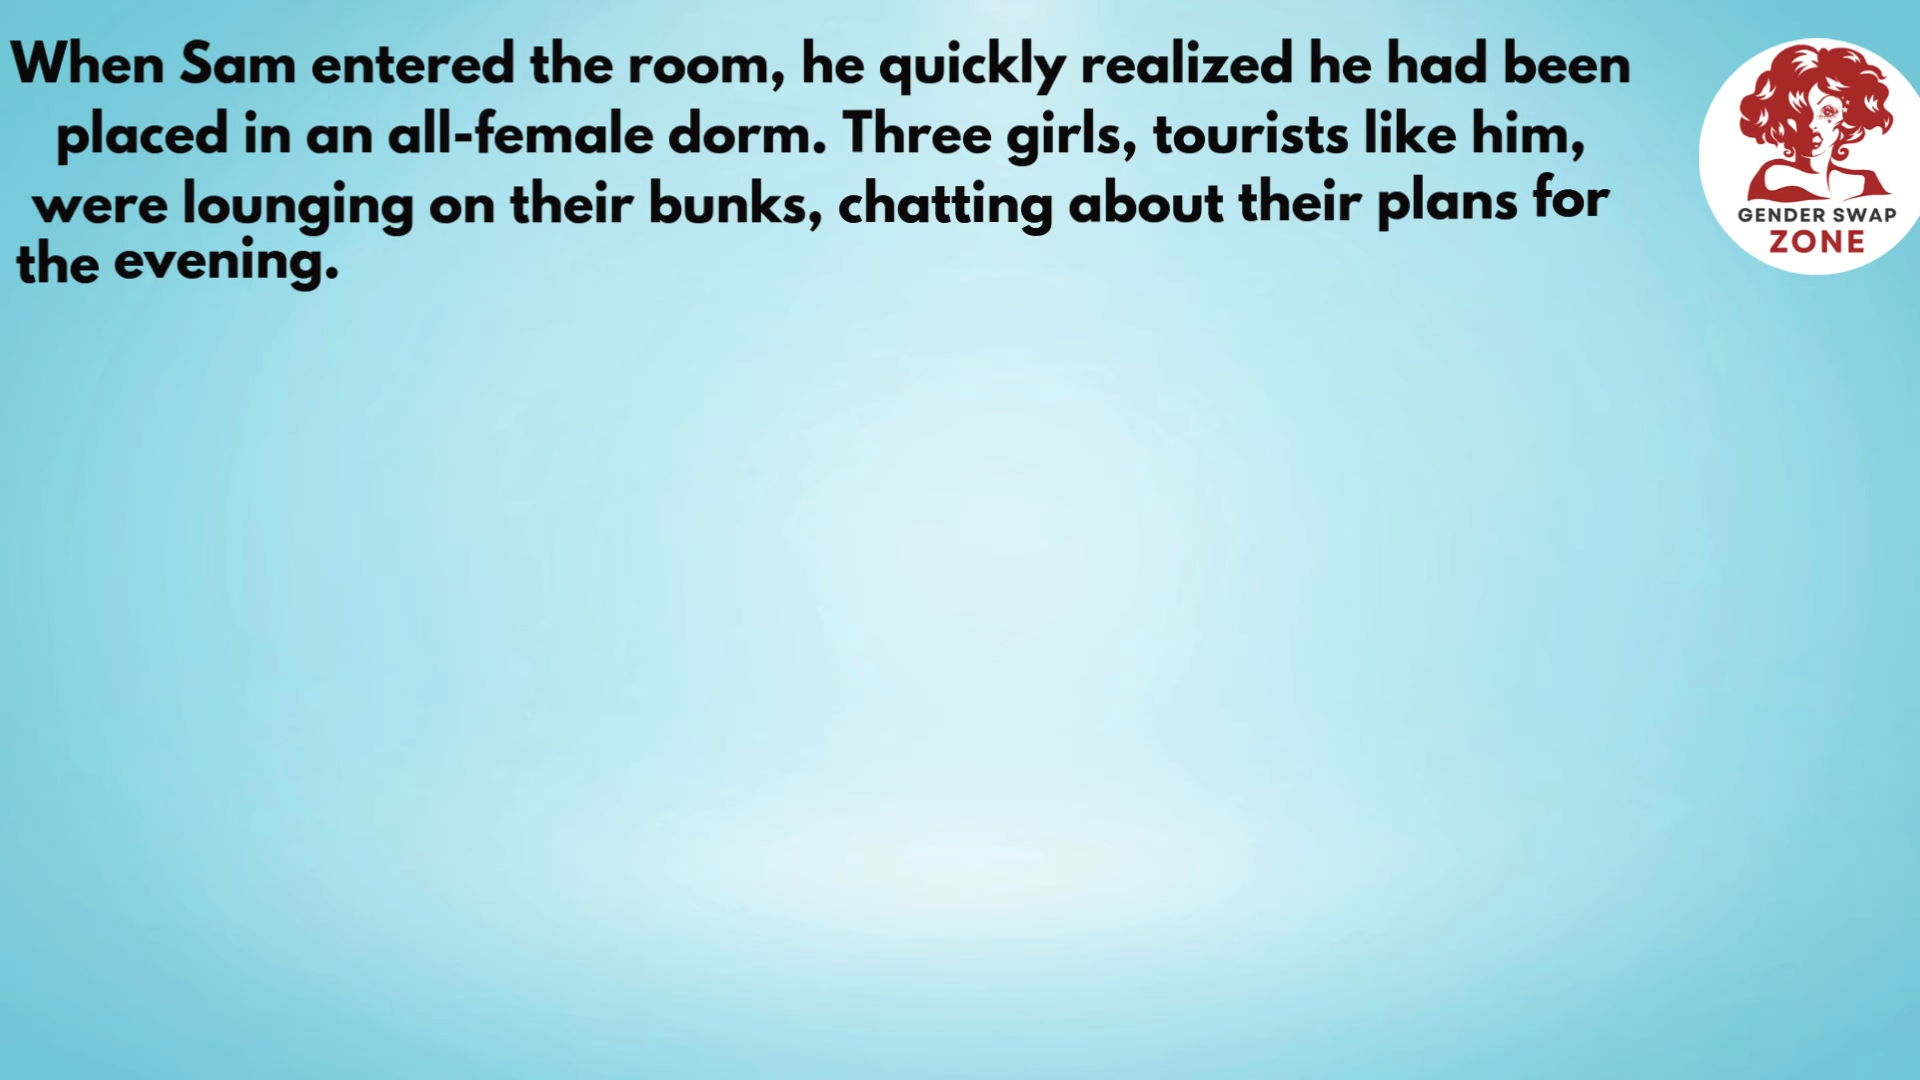 When Sam entered the room, he quickly realized he had been
placed in an all-female dorm. Three girls, tourists like him,
were lounging on their bunks, chatting about their plans for
the evening.
GENDER SWAP
ZONE